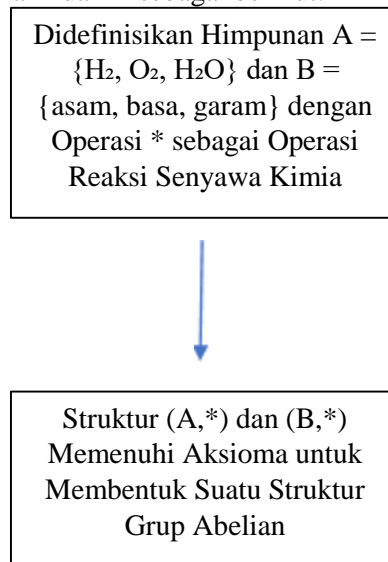 Didefinisikan Himpunan A =
{H₂, O₂, H₂O} dan B =
{asam, basa, garam} dengan
Operasi * sebagai Operasi
Reaksi Senyawa Kimia
Struktur (A,*) dan (B,*)
Memenuhi Aksioma untuk
Membentuk Suatu Struktur
Grup Abelian